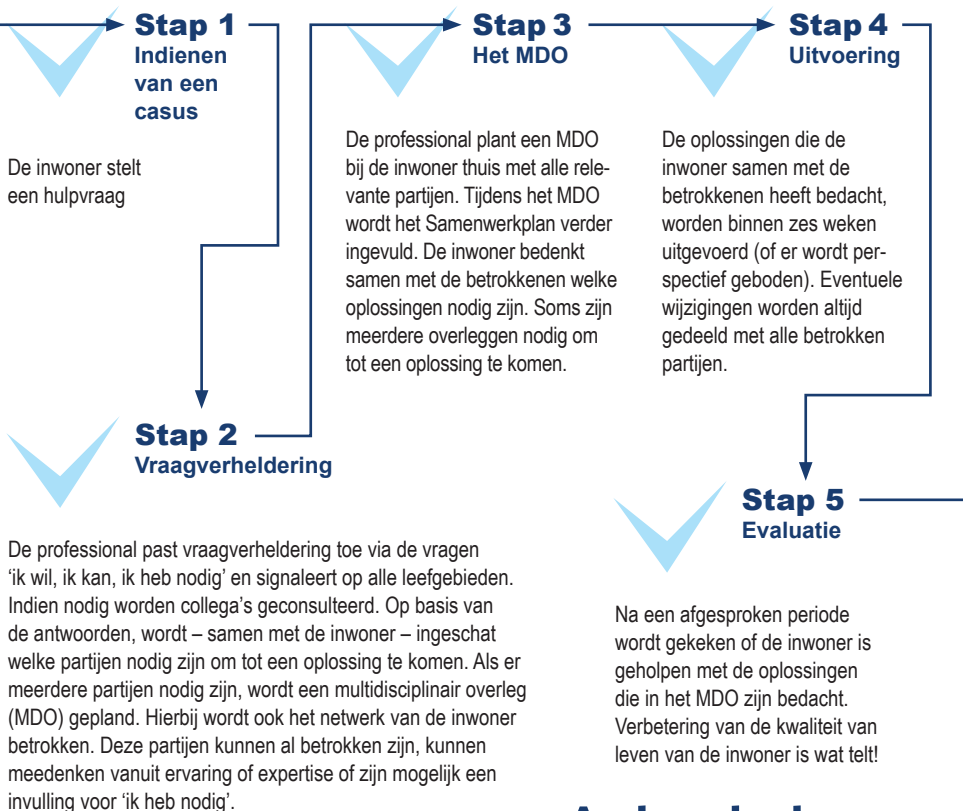 Stap 1
Indienen
van een
casus
De inwoner stelt
een hulpvraag
Stap 2
Vraagverheldering
De professional past vraagverheldering toe via de vragen
‘ik wil, ik kan, ik heb nodig’ en signaleert op alle leefgebieden.
Indien nodig worden collega’s geconsulteerd. Op basis van
de antwoorden, wordt – samen met de inwoner – ingeschat
welke partijen nodig zijn om tot een oplossing te komen. Als er
meerdere partijen nodig zijn, wordt een multidisciplinair overleg
(MDO) gepland. Hierbij wordt ook het netwerk van de inwoner
betrokken. Deze partijen kunnen al betrokken zijn, kunnen
meedenken vanuit ervaring of expertise of zijn mogelijk een
invulling voor ‘ik heb nodig’.
Stap 3
Het MDO
De professional plant een MDO
bij de inwoner thuis met alle rele-
vante partijen. Tijdens het MDO
wordt het Samenwerkplan verder
ingevuld. De inwoner bedenkt
samen met de betrokkenen welke
oplossingen nodig zijn. Soms zijn
meerdere overleggen nodig om
tot een oplossing te komen.
Stap 4
Uitvoering
De oplossingen die de
inwoner samen met de
betrokkenen heeft bedacht,
worden binnen zes weken
uitgevoerd (of er wordt per-
spectief geboden). Eventuele
wijzigingen worden altijd
gedeeld met alle betrokken
partijen.
Stap 5
Evaluatie
Na een afgesproken periode
wordt gekeken of de inwoner is
geholpen met de oplossingen
die in het MDO zijn bedacht.
Verbetering van de kwaliteit van
leven van de inwoner is wat telt!